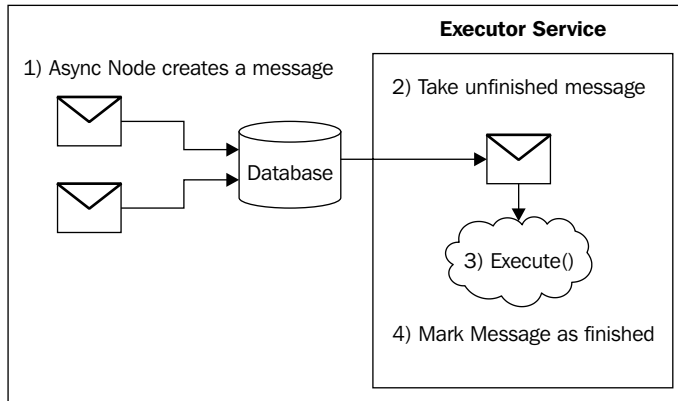 Executor Service
1) Async Node creates a message
2) Take unfinished message
Database
3) Execute()
4) Mark Message as finished